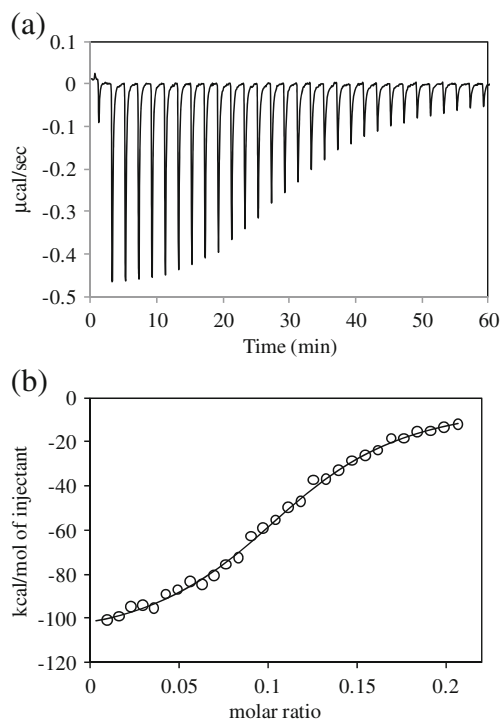 (a)
0.1
0
-0.1
-0.2
-0.3
-0.4
-0.5
μcal/sec
0 10 20 30 40 50 60
Time (min)
(b)
0
-20
-40
-60
-80
-100
-120
kcal/mol of injectant
0 0.05 0.1 0.15 0.2
molar ratio